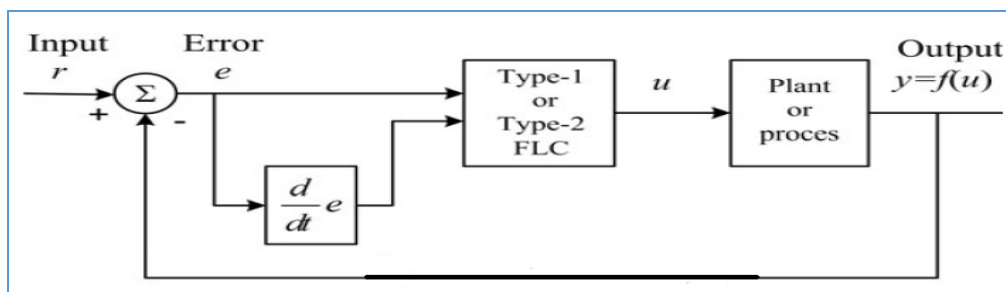 Input
r
Error
e
Σ
+
-
d
dt
e
Type-1
or
Type-2
FLC
u
Plant
or
proces
Output
y=f(u)